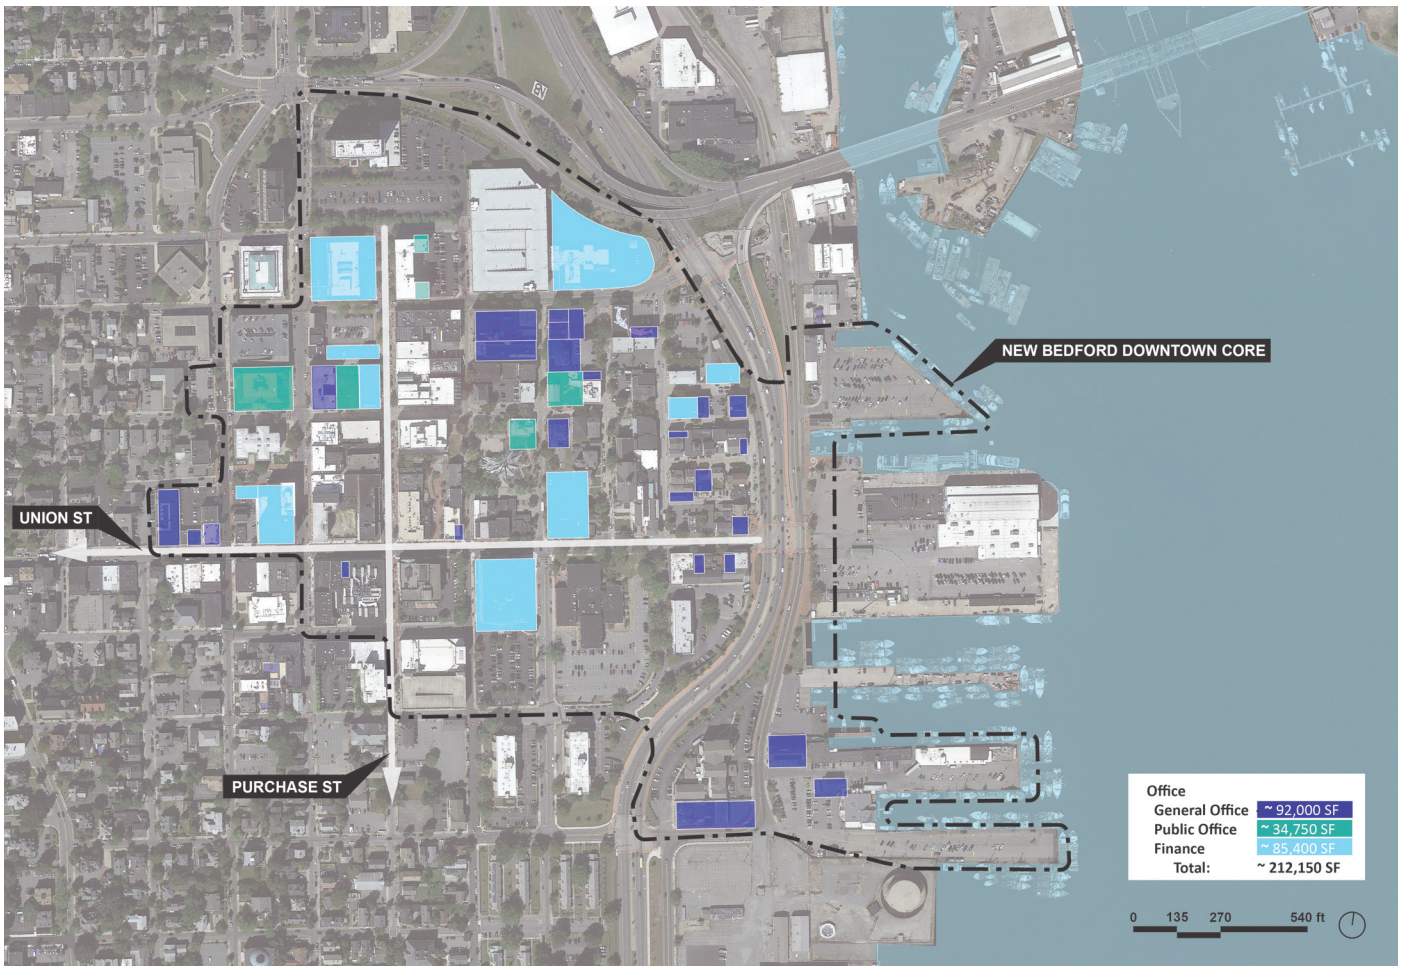 NEW BEDFORD DOWNTOWN CORE
UNION ST
PURCHASE ST
Office
General Office ~ 92,000 SF
Public Office ~ 34,750 SF
Finance ~ 85,400 SF
Total: ~ 212,150 SF
0 135 270 540 ft